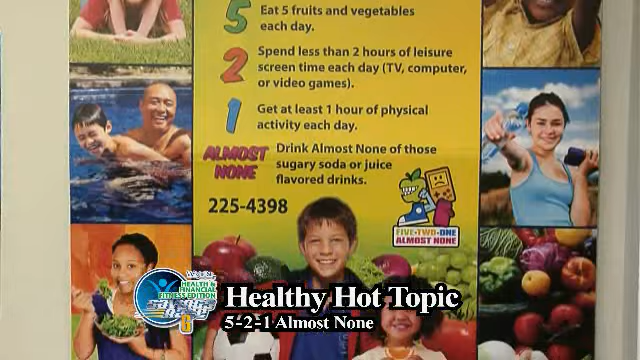 5 Eat 5 fruits and vegetables
each day.
2 Spend less than 2 hours of leisure
screen time each day (TV, computer,
or video games).
1 Get at least 1 hour of physical
activity each day.
ALMOST
NONE
Drink Almost None of those
sugary soda or juice
flavored drinks.
225-4398
FIVE-TWO-ONE
ALMOST NONE
HEALTH &
FINANCIAL
FITNESS EDITION
6
Healthy Hot Topic
5-2-1 Almost None